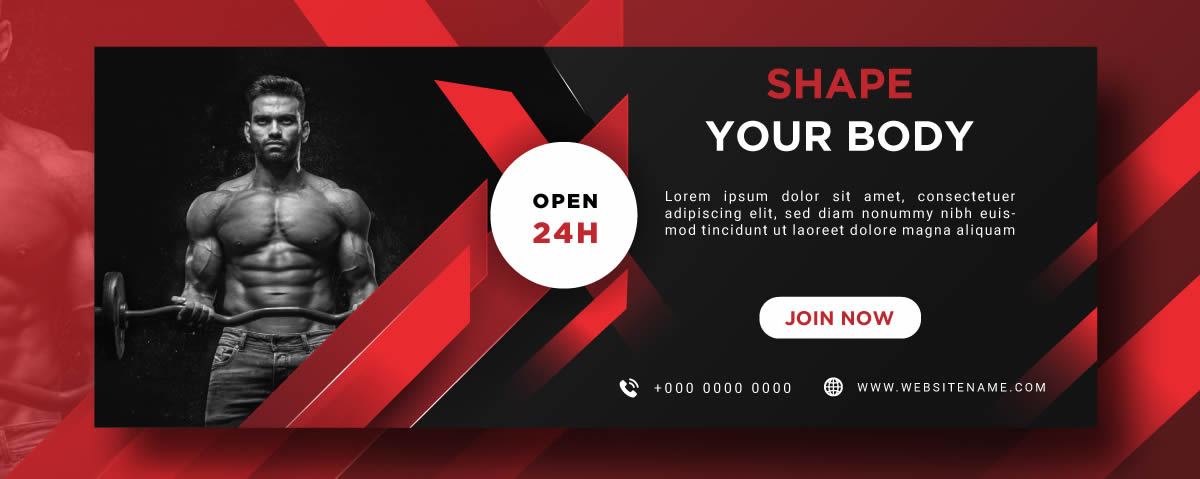 SHAPE
YOUR BODY
OPEN
24H
Lorem ipsum dolor sit amet, consectetuer
adipiscing elit, sed diam nonummy nibh euis-
mod tincidunt ut laoreet dolore magna aliquam
JOIN NOW
+000 0000 0000
WWW.WEBSITENAME.COM